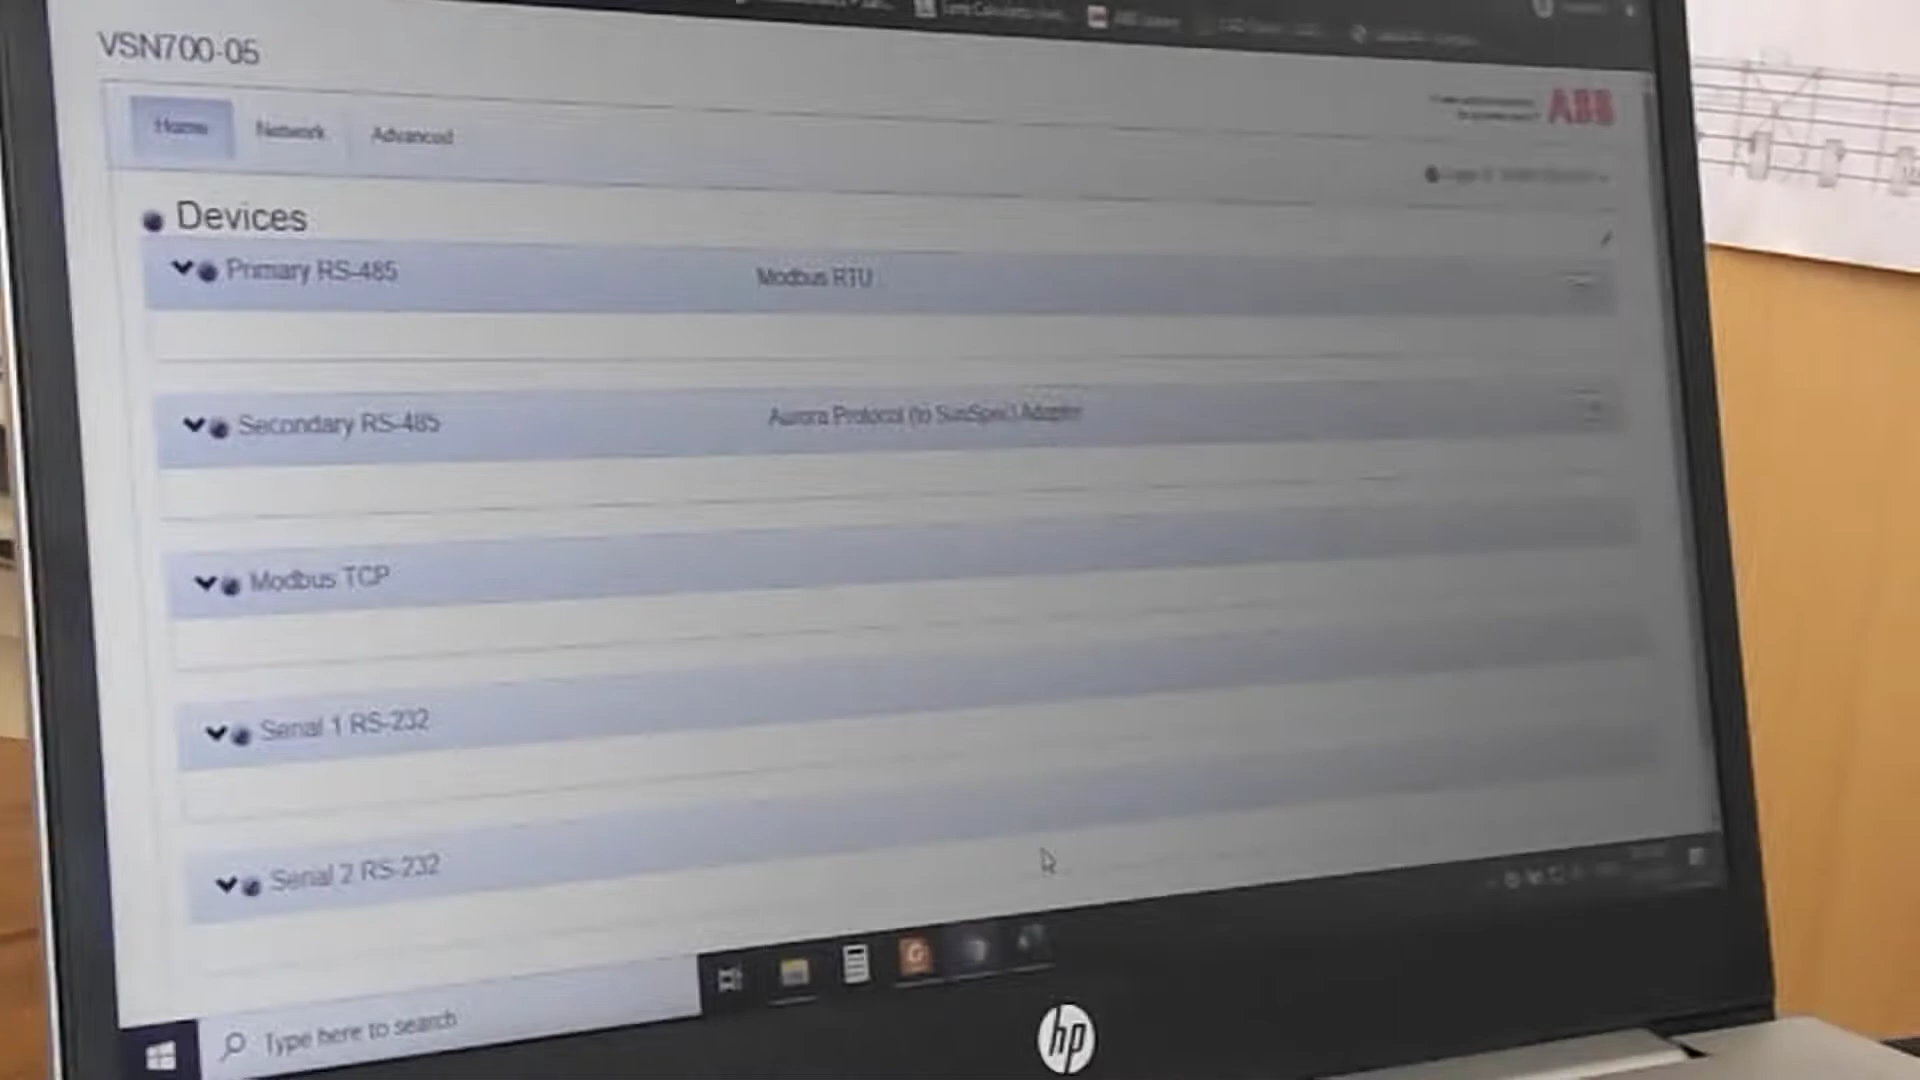 VSN700-05
Home Network Advanced
ABB
Devices
Primary RS-485 Modbus RTU
Secondary RS-485 Aurora Protocol (to SunSpec) Adapter
Modbus TCP
Serial 1 RS-232
Serial 2 RS-232
Type here to search
hp